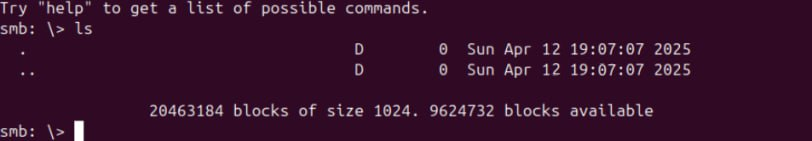 Try "help" to get a list of possible commands.
smb: \> ls
  .                                   D        0  Sun Apr 12 19:07:07 2025
  ..                                  D        0  Sun Apr 12 19:07:07 2025
                20463184 blocks of size 1024. 9624732 blocks available
smb: \>